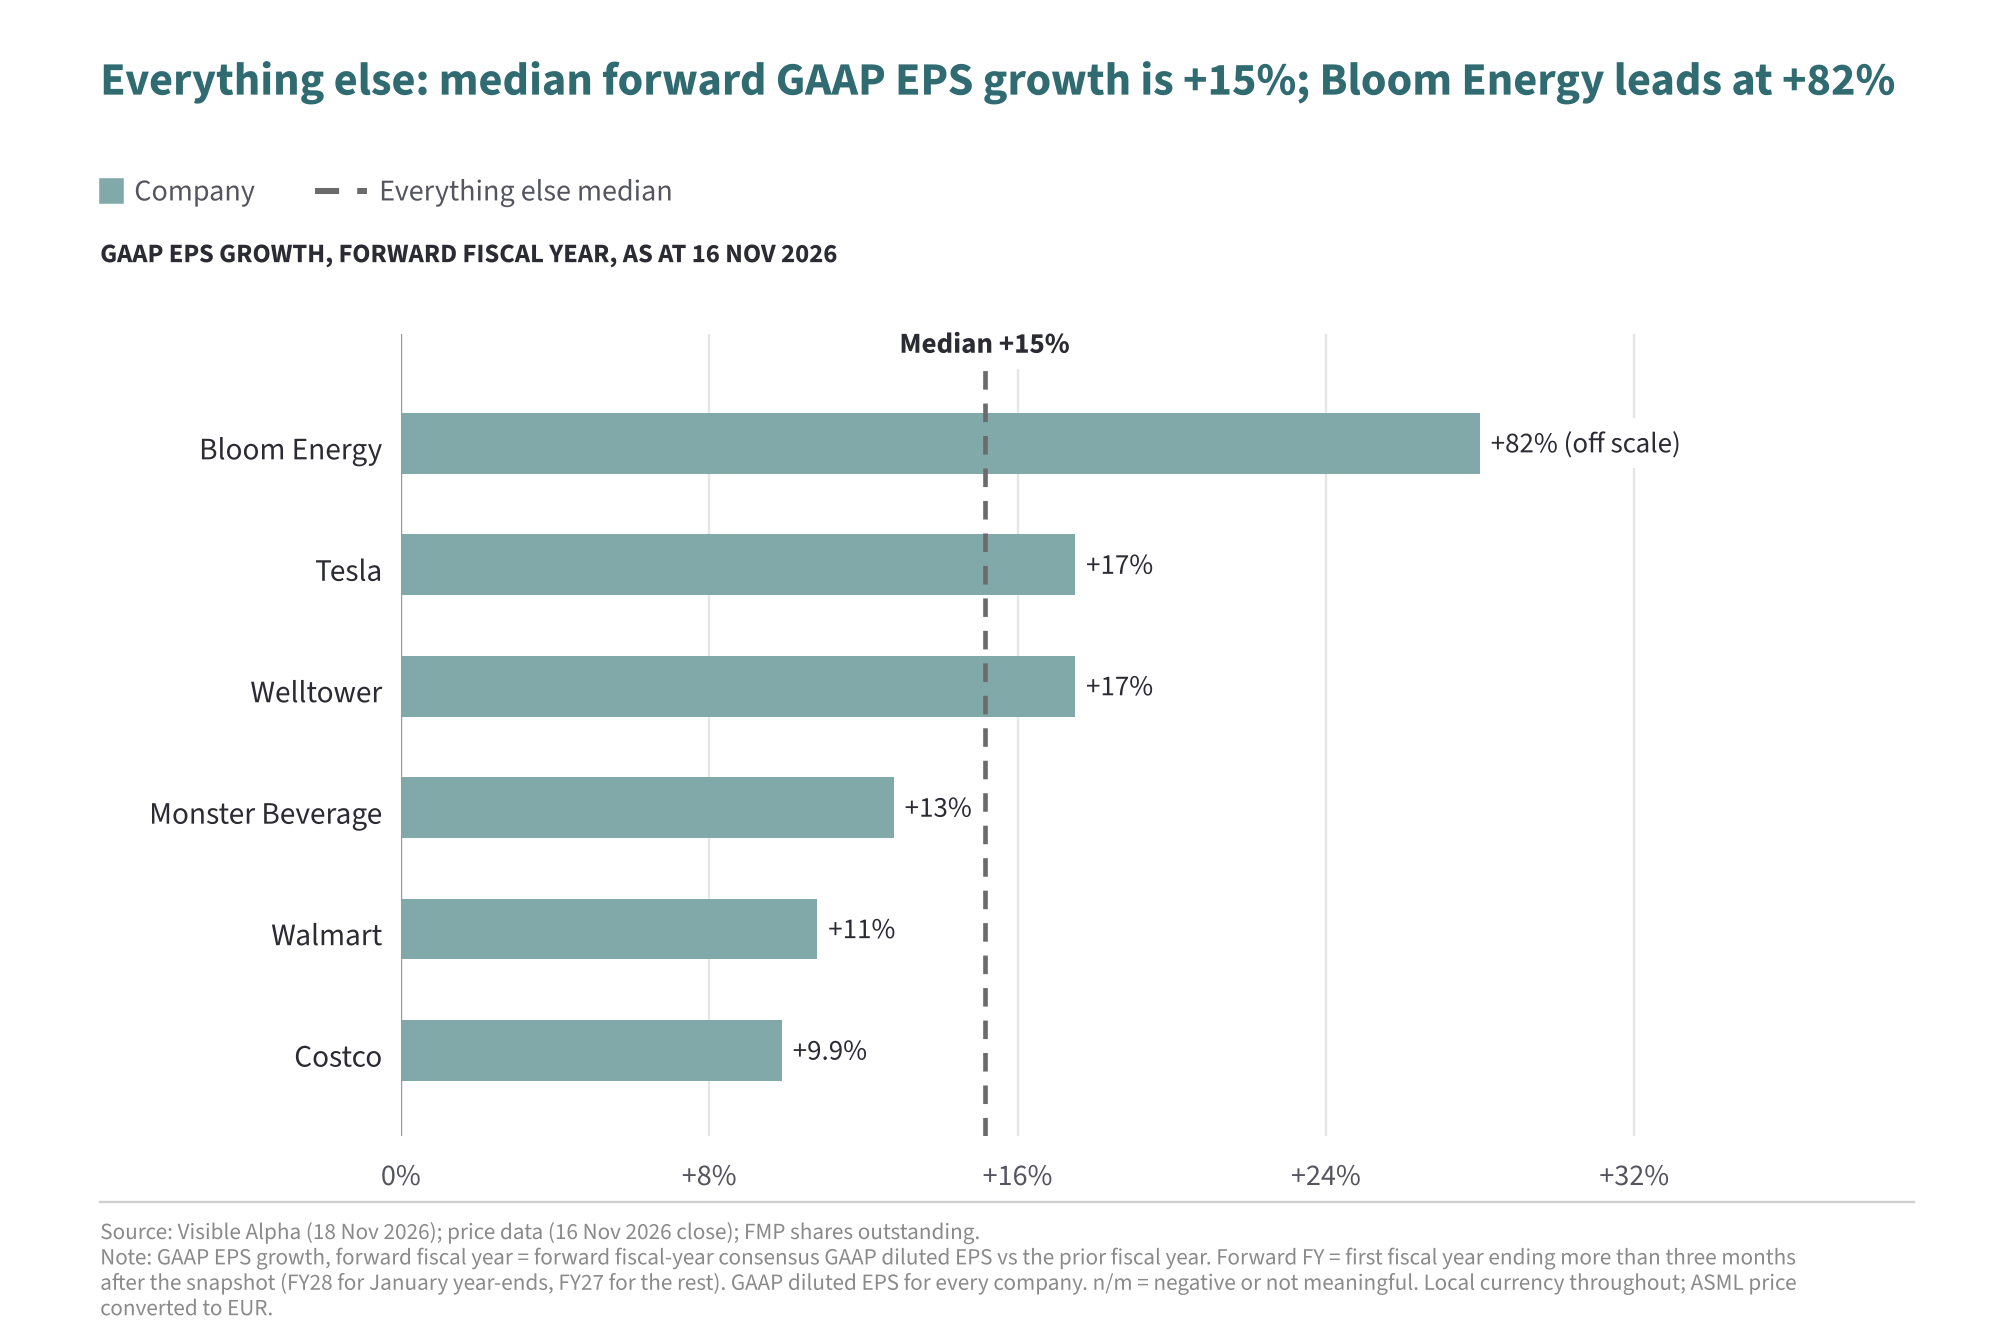 Everything else: median forward GAAP EPS growth is +15%; Bloom Energy leads at +82%
Company
Everything else median
GAAP EPS GROWTH, FORWARD FISCAL YEAR, AS AT 16 NOV 2026
Median +15%
Bloom Energy
+82% (off scale)
Tesla
+17%
Welltower
+17%
Monster Beverage
+13%
Walmart
+11%
Costco
+9.9%
0%
+8%
+16%
+24%
+32%
Source: Visible Alpha (18 Nov 2026); price data (16 Nov 2026 close); FMP shares outstanding.
Note: GAAP EPS growth, forward fiscal year = forward fiscal-year consensus GAAP diluted EPS vs the prior fiscal year. Forward FY = first fiscal year ending more than three months
after the snapshot (FY28 for January year-ends, FY27 for the rest). GAAP diluted EPS for every company. n/m = negative or not meaningful. Local currency throughout; ASML price
converted to EUR.